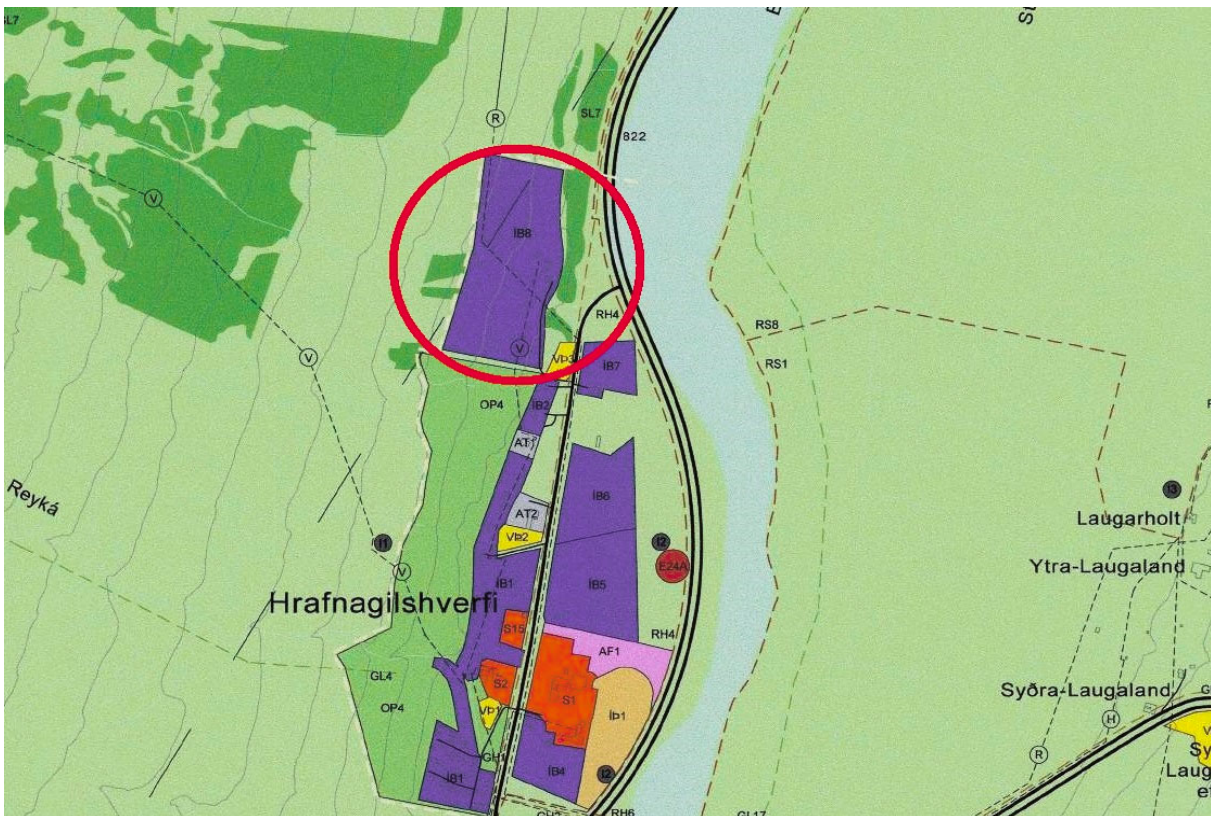 SL7
R
SL7
822
V
ÍB8
RH4
RS8
V
V
VÞ3
ÍB7
RS1
OP4
ÍB2
AT1
Reyká
ÍB6
I3
AT2
Laugarholt
VÞ2
I1
I2
E24A
Ytra-Laugaland
V
ÍB1
ÍB5
Hrafnagilshverfi
S15
RH4
AF1
GL4
S2
Syðra-Laugaland
OP4
VÞ1
S1
ÍÞ1
H
GH1
R
ÍB1
ÍB4
I2
RH6
GL17